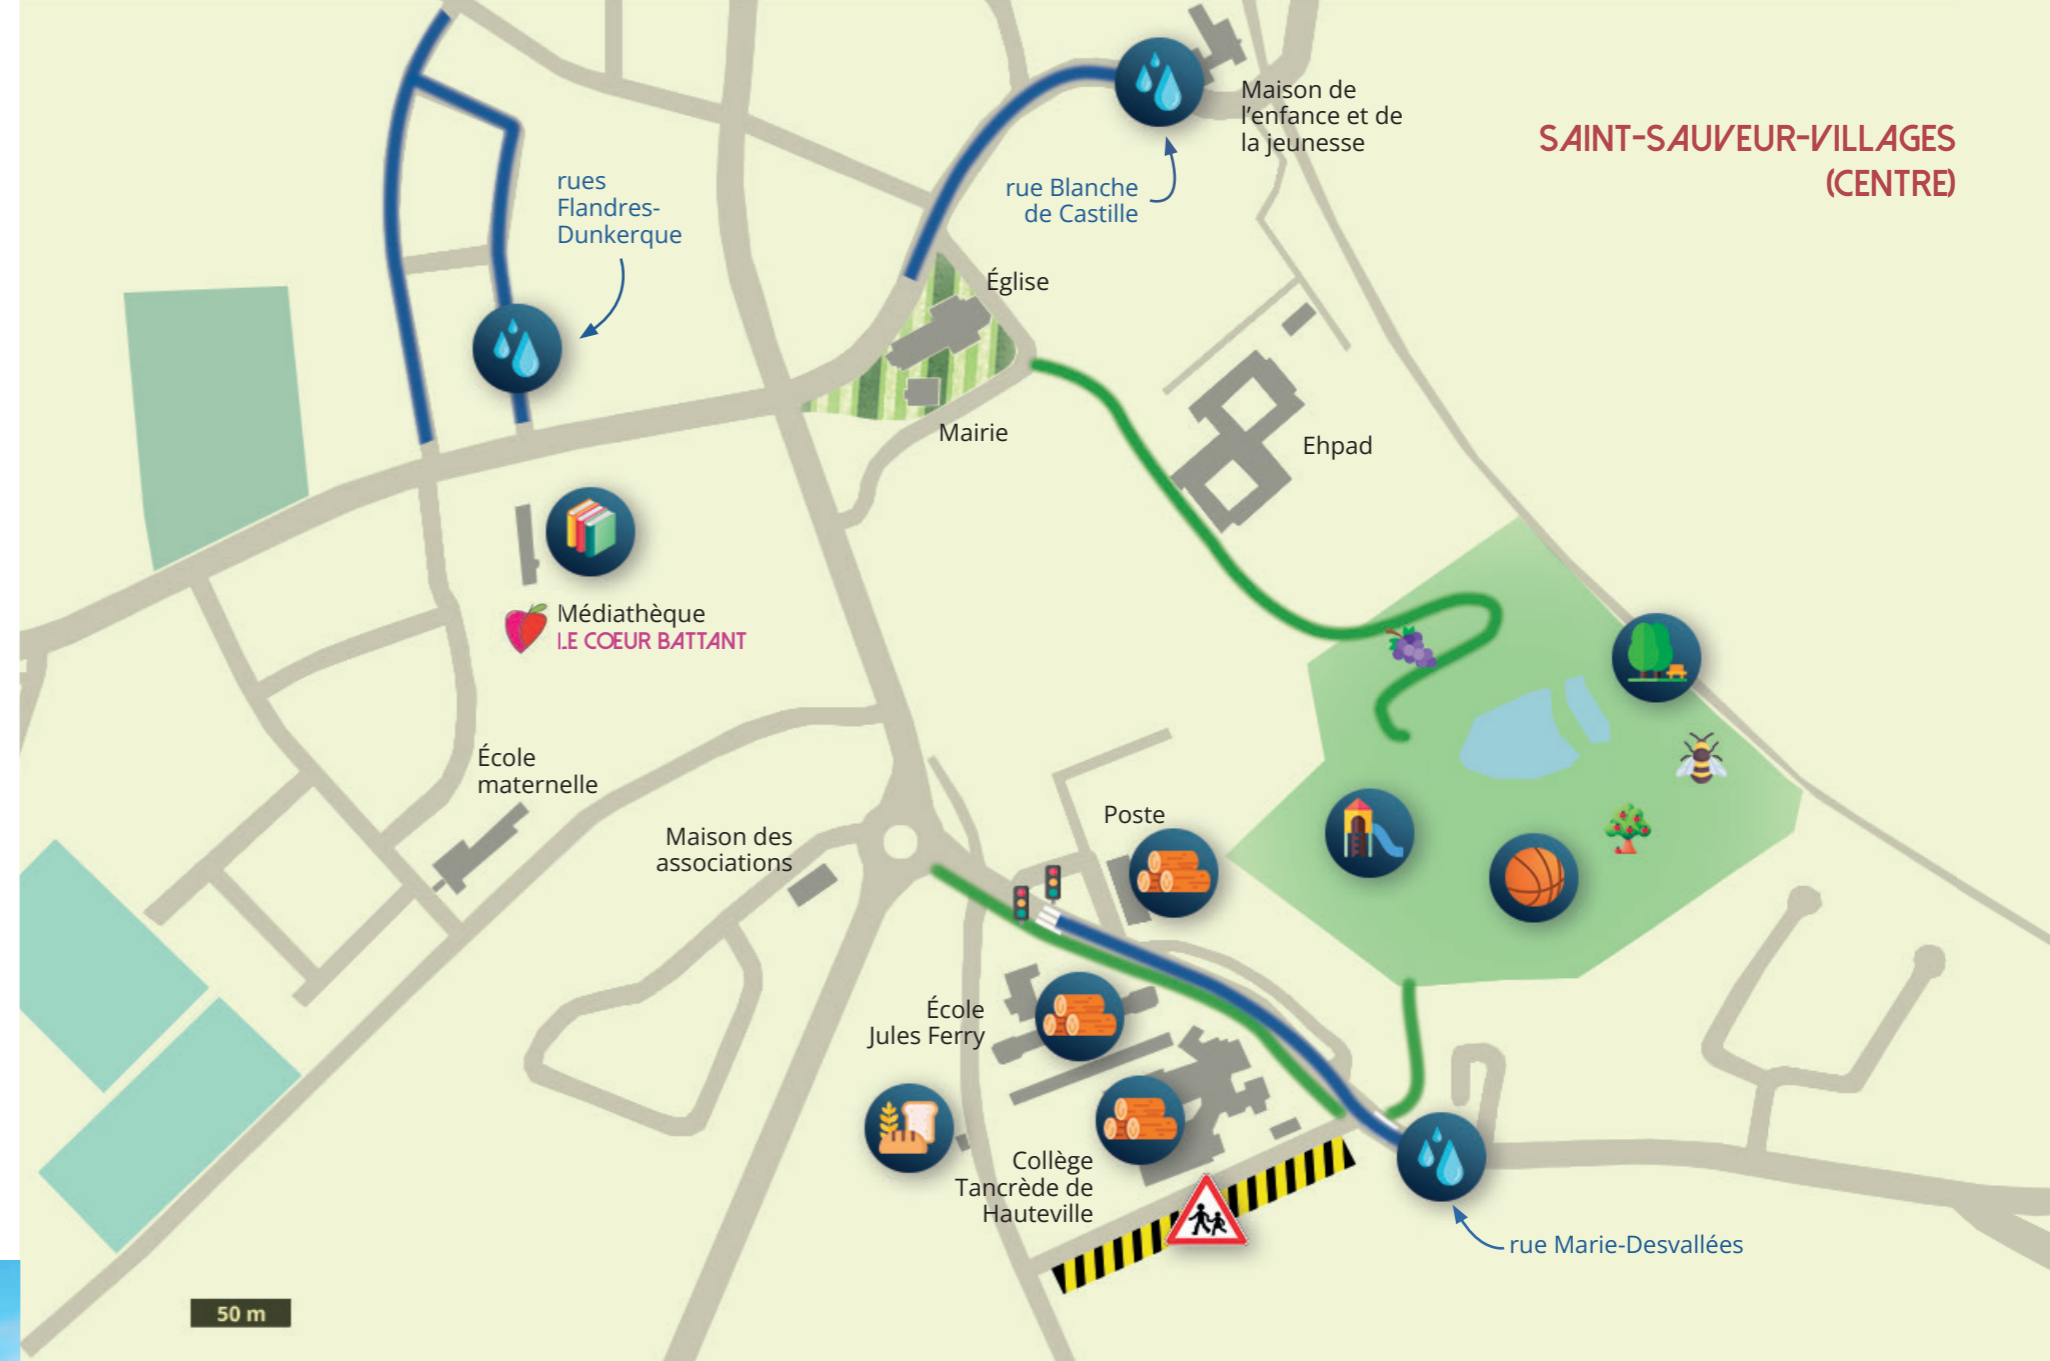 Maison de
l'enfance et de
la jeunesse
SAINT-SAUVEUR-VILLAGES
(CENTRE)
rues
Flandres-
Dunkerque
rue Blanche
de Castille
Église
Mairie
Ehpad
Médiathèque
LE COEUR BATTANT
École
maternelle
Maison des
associations
Poste
École
Jules Ferry
Collège
Tancrède de
Hauteville
rue Marie-Desvallées
50 m